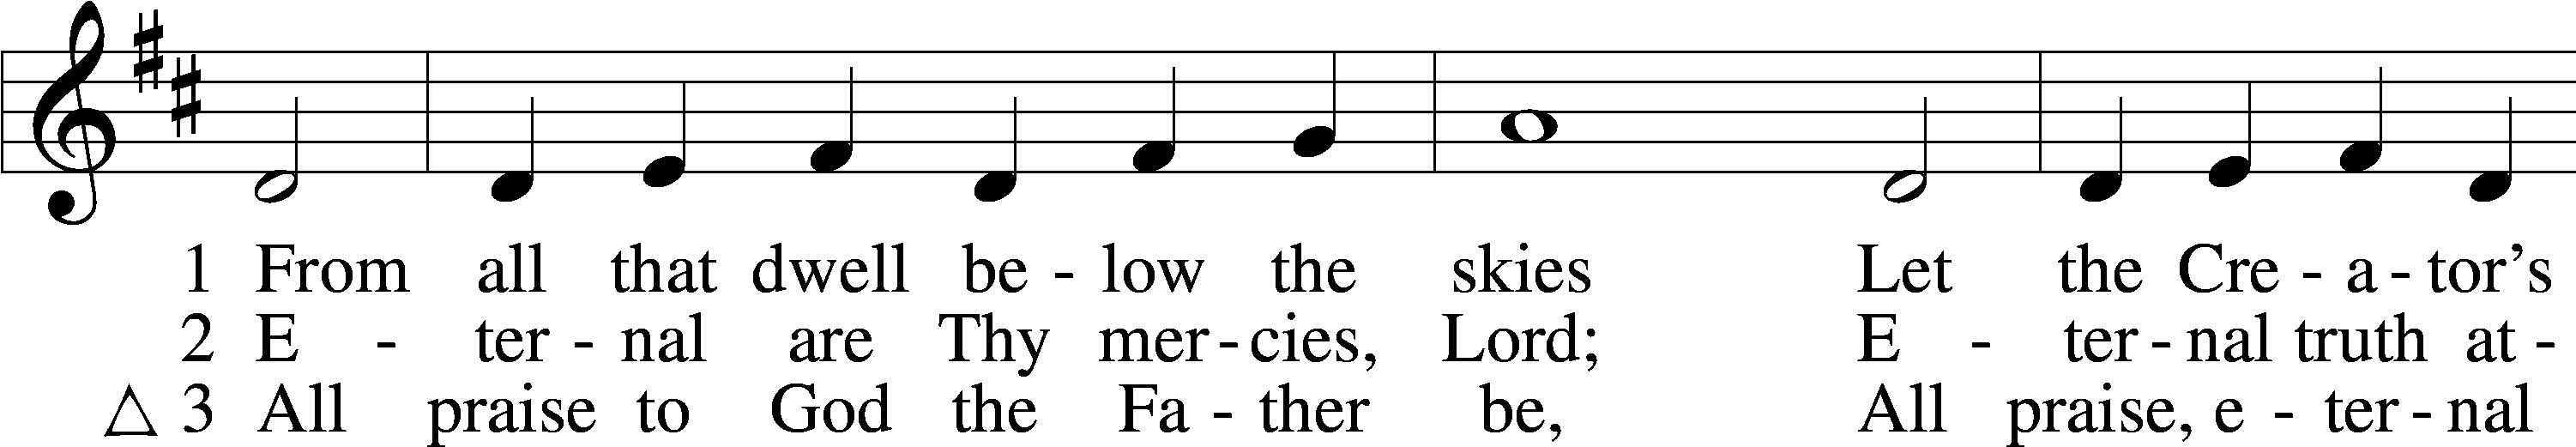 1 From all that dwell be - low the skies Let the Cre - a - tor’s
2 E - ter - nal are Thy mer - cies, Lord; E - ter - nal truth at -
△ 3 All praise to God the Fa - ther be, All praise, e - ter - nal